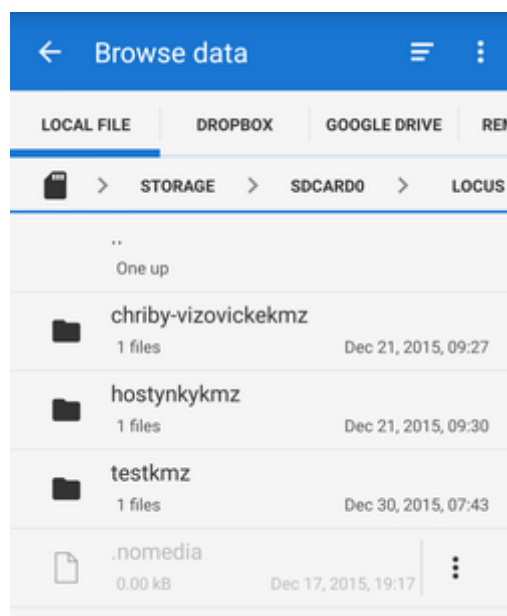 Browse data
LOCAL FILE DROPBOX GOOGLE DRIVE
STORAGE > SDCARD0 > LOCUS
..
One up
chriby-vizovickekmz
1 files Dec 21, 2015, 09:27
hostynkykmz
1 files Dec 21, 2015, 09:30
testkmz
1 files Dec 30, 2015, 07:43
.nomedia
0.00 kB Dec 17, 2015, 19:17